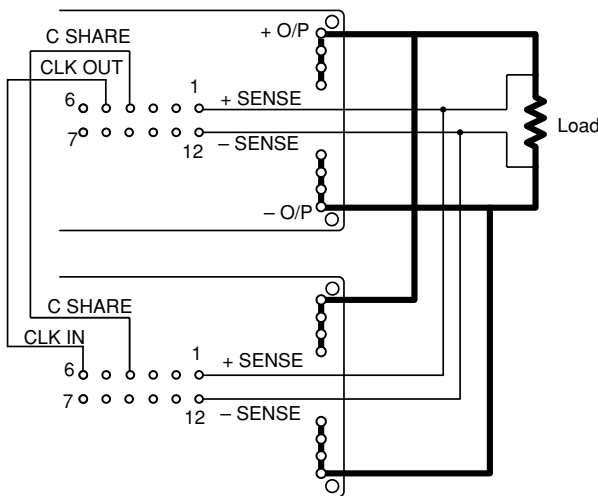 + O/P
C SHARE
CLK OUT
6
1
+ SENSE
Load
7
12
– SENSE
– O/P
C SHARE
CLK IN
6
1
+ SENSE
7
12
– SENSE